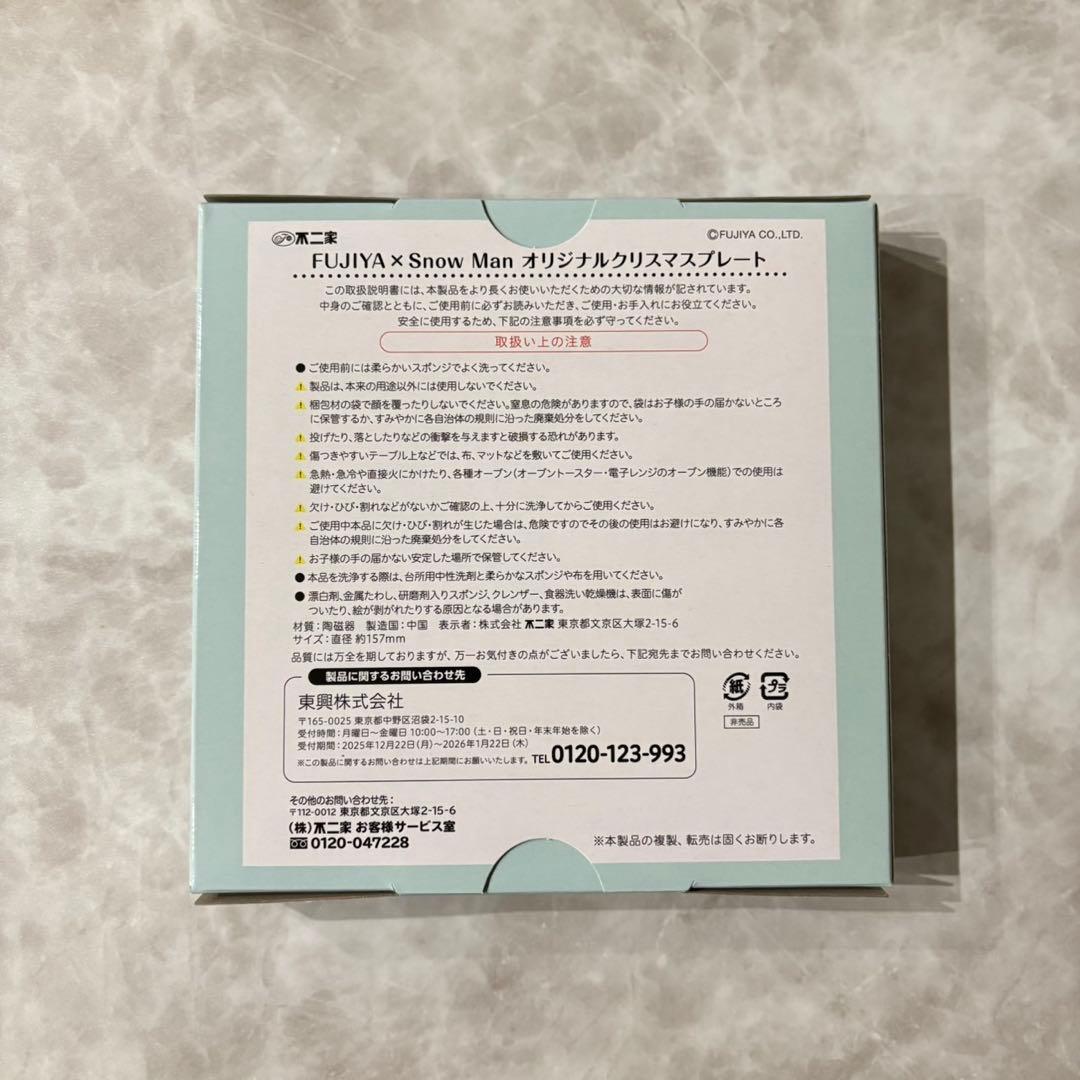 不二家
©FUJIYA CO.,LTD.
FUJIYA×Snow Man オリジナルクリスマスプレート
この取扱説明書には、本製品をより長くお使いいただくための大切な情報が記されています。
中身のご確認とともに、ご使用前に必ずお読みいただき、ご使用・お手入れにお役立てください。
安全に使用するため、下記の注意事項を必ず守ってください。
取扱い上の注意
● ご使用前には柔らかいスポンジでよく洗ってください。
製品は、本来の用途以外には使用しないでください。
梱包材の袋で顔を覆ったりしないでください。窒息の危険がありますので、袋はお子様の手の届かないところ
に保管するか、すみやかに各自治体の規則に沿った廃棄処分をしてください。
投げたり、落としたりなどの衝撃を与えますと破損する恐れがあります。
傷つきやすいテーブル上などでは、布、マットなどを敷いてご使用ください。
急熱・急冷や直接火にかけたり、各種オーブン(オーブントースター・電子レンジのオーブン機能)での使用は
避けてください。
欠け・ひび・割れなどがないかご確認の上、十分に洗浄してからご使用ください。
ご使用中本品に欠け・ひび・割れが生じた場合は、危険ですのでその後の使用はお避けになり、すみやかに各
自治体の規則に沿った廃棄処分をしてください。
お子様の手の届かない安定した場所で保管してください。
● 本品を洗浄する際は、台所用中性洗剤と柔らかなスポンジや布を用いてください。
● 漂白剤、金属たわし、研磨剤入りスポンジ、クレンザー、食器洗い乾燥機は、表面に傷が
ついたり、絵が剥がれたりする原因となる場合があります。
材質:陶磁器 製造国:中国 表示者:株式会社 不二家 東京都文京区大塚2-15-6
サイズ:直径 約157mm
品質には万全を期しておりますが、万一お気付きの点がございましたら、下記宛先までお問い合わせください。
製品に関するお問い合わせ先
東興株式会社
〒165-0025 東京都中野区沼袋2-15-10
受付時間:月曜日〜金曜日 10:00〜17:00(土・日・祝日・年末年始を除く)
受付期間:2025年12月22日(月)〜2026年1月22日(木)
※この製品に関するお問い合わせは上記期間にお願いいたします。 TEL0120-123-993
紙
外箱
プラ
内袋
非売品
その他のお問い合わせ先:
〒112-0012 東京都文京区大塚2-15-6
(株)不二家 お客様サービス室
0120-047228
※本製品の複製、転売は固くお断りします。